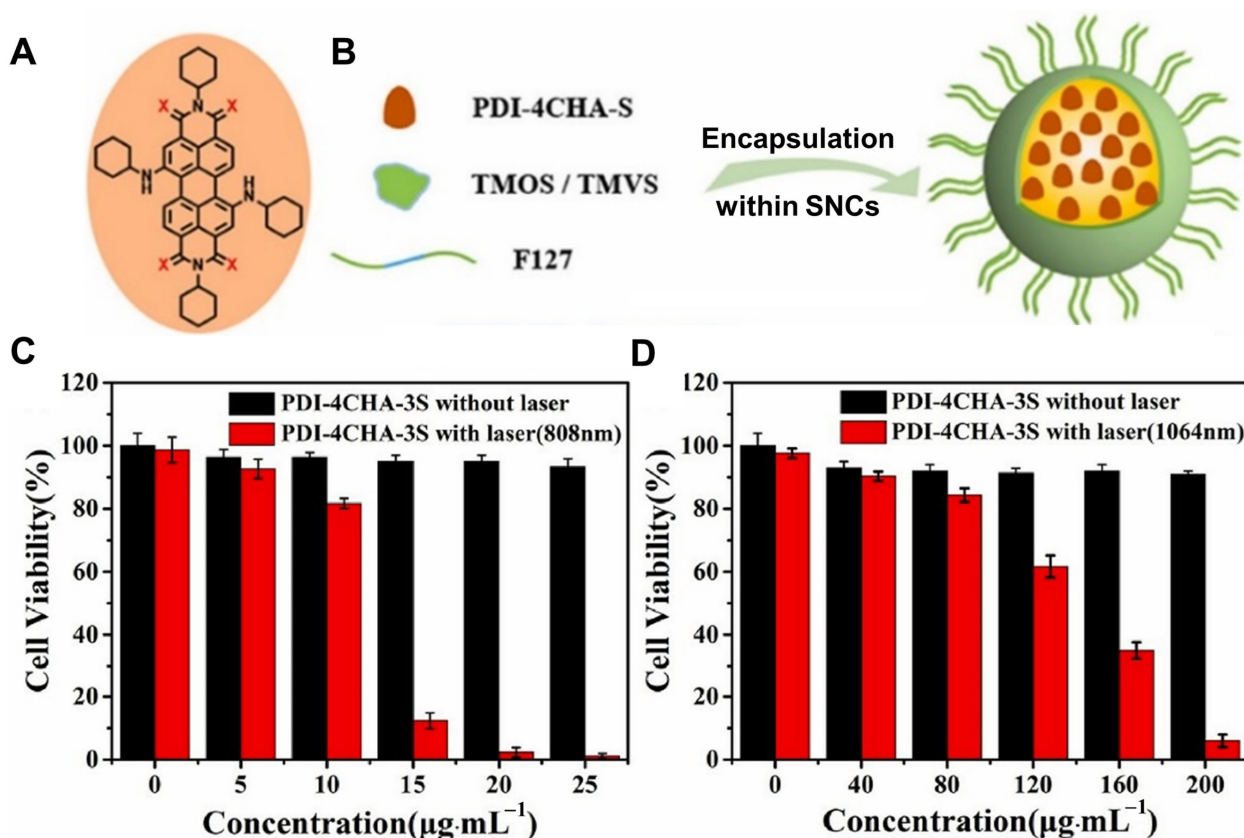 A
B
X X
N
N
H
H
N
N
X X
PDI-4CHA-S
TMOS / TMVS
F127
Encapsulation
within SNCs
C
PDI-4CHA-3S without laser
PDI-4CHA-3S with laser(808nm)
Cell Viability(%)
120
100
80
60
40
20
0
0 5 10 15 20 25
Concentration(μg·mL⁻¹)
D
PDI-4CHA-3S without laser
PDI-4CHA-3S with laser(1064nm)
Cell Viability(%)
120
100
80
60
40
20
0
0 40 80 120 160 200
Concentration(μg·mL⁻¹)